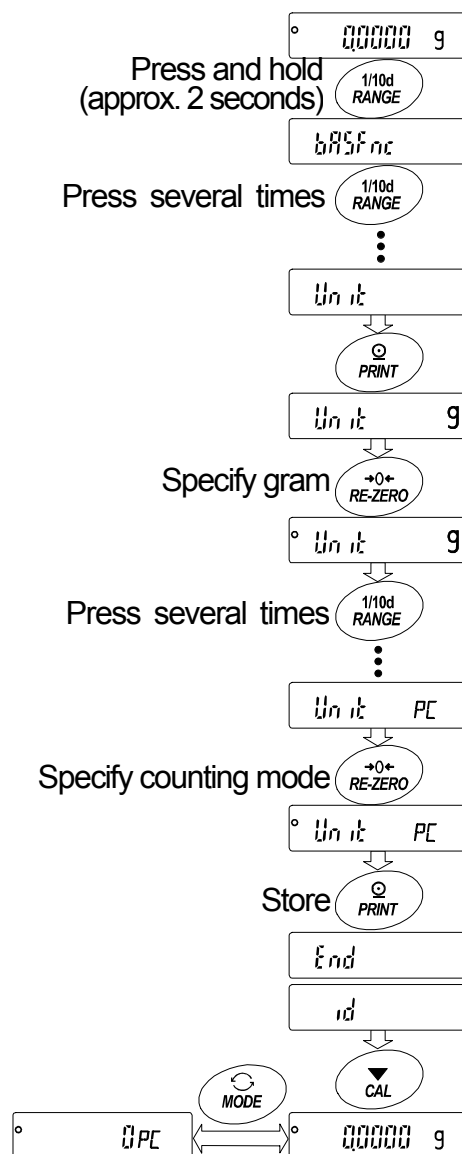 0.0000 g
Press and hold
(approx. 2 seconds)
1/10d
RANGE
bASFnc
Press several times
1/10d
RANGE
Unit
PRINT
Unit g
Specify gram
→0←
RE-ZERO
Unit g
Press several times
1/10d
RANGE
Unit PC
Specify counting mode
→0←
RE-ZERO
Unit PC
Store
PRINT
End
id
MODE
CAL
0 PC
0.0000 g